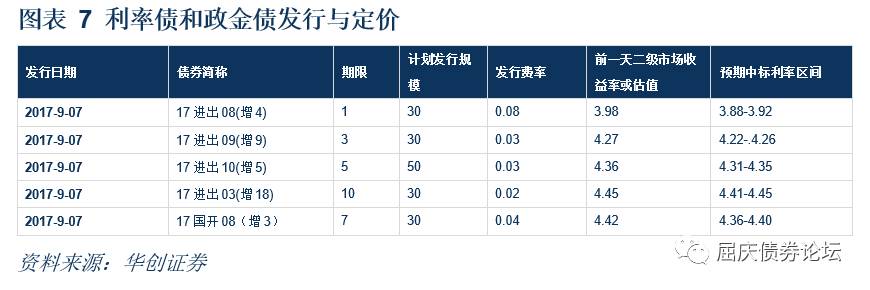 图表 7 利率债和政金债发行与定价
发行日期 债券简称 期限 计划发行规模 发行费率 前一天二级市场收益率或估值 预期中标利率区间
2017-9-07 17 进出 08(增 4) 1 30 0.08 3.98 3.88-3.92
2017-9-07 17 进出 09(增 9) 3 30 0.03 4.27 4.22-.4.26
2017-9-07 17 进出 10(增 5) 5 50 0.03 4.36 4.31-4.35
2017-9-07 17 进出 03(增 18) 10 30 0.02 4.45 4.41-4.45
2017-9-07 17 国开 08（增 3） 7 30 0.04 4.42 4.36-4.40
资料来源：华创证券
屈庆债券论坛